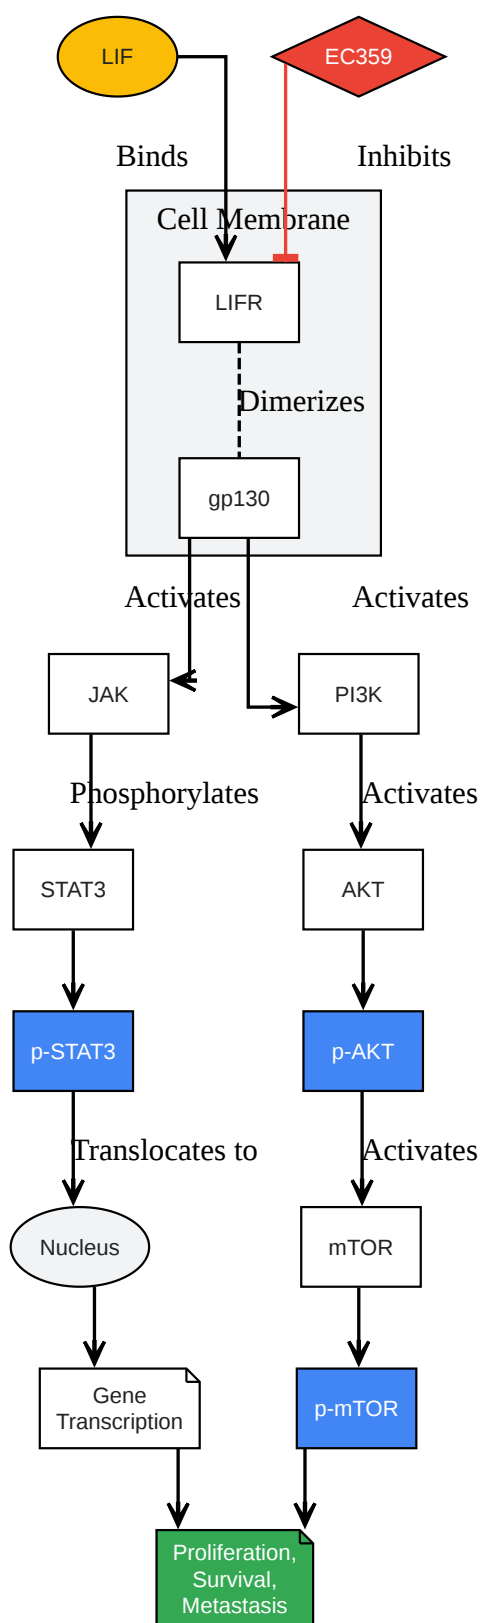 LIF
EC359
Binds
Inhibits
Cell Membrane
LIFR
Dimerizes
gp130
Activates
Activates
JAK
PI3K
Phosphorylates
Activates
STAT3
AKT
p-STAT3
p-AKT
Translocates to
Activates
Nucleus
mTOR
Gene
Transcription
p-mTOR
Proliferation,
Survival,
Metastasis